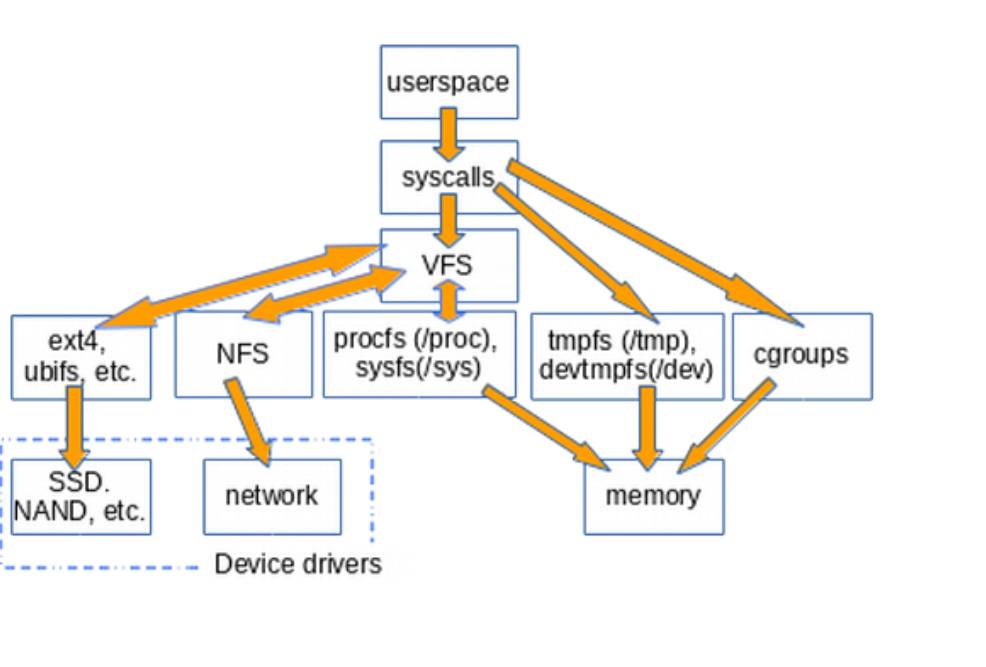 userspace
syscalls
VFS
ext4,
ubifs, etc.
NFS
procfs (/proc),
sysfs(/sys)
tmpfs (/tmp),
devtmpfs(/dev)
cgroups
SSD.
NAND, etc.
network
memory
Device drivers